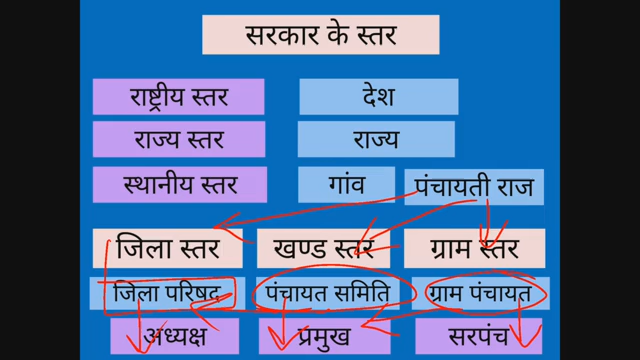 सरकार के स्तर
राष्ट्रीय स्तर देश
राज्य स्तर राज्य
स्थानीय स्तर गांव पंचायती राज
जिला स्तर खण्ड स्तर ग्राम स्तर
जिला परिषद पंचायत समिति ग्राम पंचायत
अध्यक्ष प्रमुख सरपंच